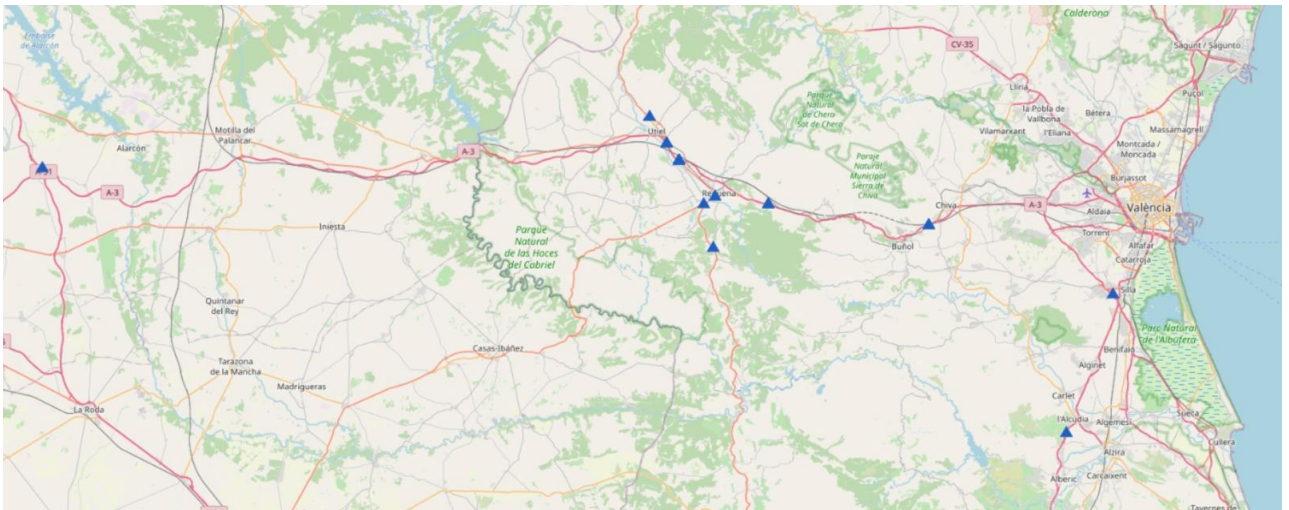 Calderona
Embalse
de Alarcón
CV-35
Sagunt / Sagunto
Llíria
Puçol
Parque
Natural
de Chera
Sot de Chera
la Pobla de
Vallbona
Bétera
Utiel
Motilla del
Palancar
Vilamarxant
l'Eliana
Massamagrell
Alarcón
A-3
Montcada /
Moncada
Paraje
Natural
Municipal
Sierra de
Chiva
Burjassot
A-3
Requena
Chiva
A-3
Aldaia
València
Iniesta
Parque
Natural
de las Hoces
del Cabriel
Torrent
Buñol
Alfafar
Catarroja
Silla
Quintanar
del Rey
Parc Natural
de l'Albufera
Casas-Ibáñez
Benifaió
Tarazona
de la Mancha
Alginet
Madrigueras
Carlet
La Roda
l'Alcúdia
Algemesí
Sueca
Cullera
Alzira
Alberic
Carcaixent
Tavernes de